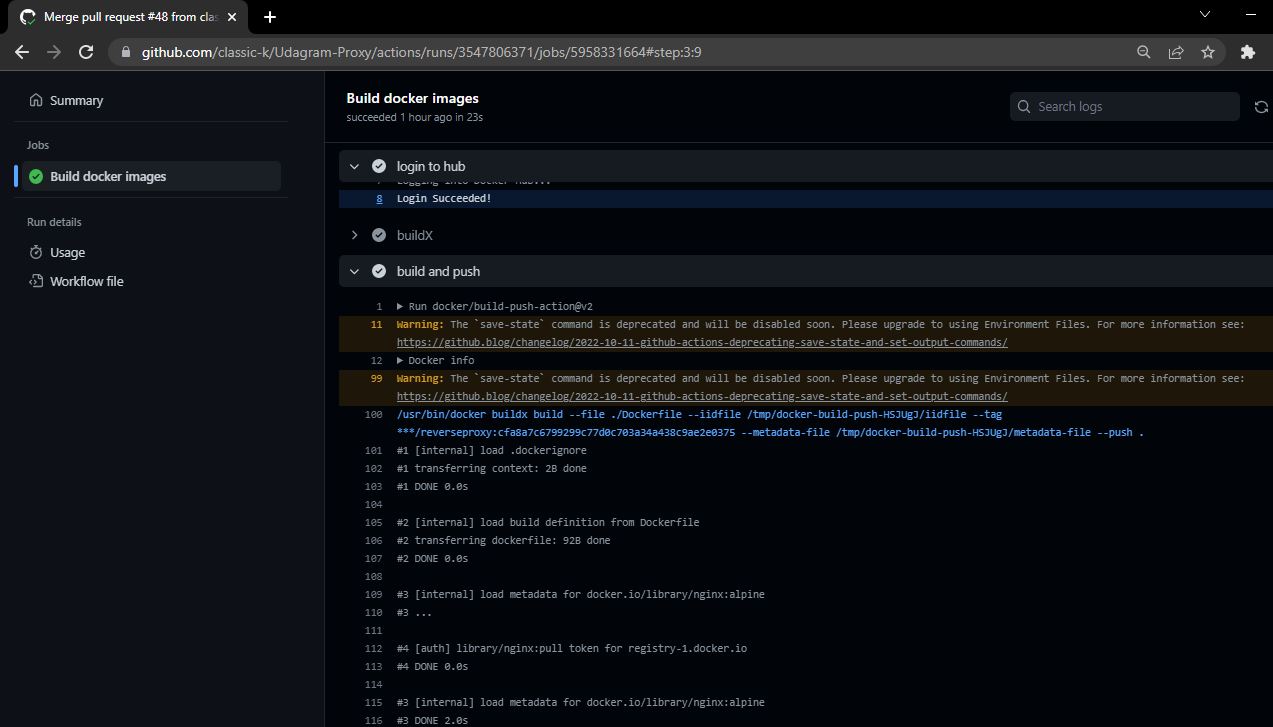 Merge pull request #48 from clas
github.com/classic-k/Udagram-Proxy/actions/runs/3547806371/jobs/5958331664#step:3:9
Summary
Jobs
Build docker images
Run details
Usage
Workflow file
Build docker images
succeeded 1 hour ago in 23s
Search logs
login to hub
7 Logging into Docker Hub...
8 Login Succeeded!
buildX
build and push
1 ▶ Run docker/build-push-action@v2
11 Warning: The `save-state` command is deprecated and will be disabled soon. Please upgrade to using Environment Files. For more information see:
https://github.blog/changelog/2022-10-11-github-actions-deprecating-save-state-and-set-output-commands/
12 ▶ Docker info
99 Warning: The `save-state` command is deprecated and will be disabled soon. Please upgrade to using Environment Files. For more information see:
https://github.blog/changelog/2022-10-11-github-actions-deprecating-save-state-and-set-output-commands/
100 /usr/bin/docker buildx build --file ./Dockerfile --iidfile /tmp/docker-build-push-HSJUgJ/iidfile --tag
***/reverseproxy:cfa8a7c6799299c77d0c703a34a438c9ae2e0375 --metadata-file /tmp/docker-build-push-HSJUgJ/metadata-file --push .
101 #1 [internal] load .dockerignore
102 #1 transferring context: 2B done
103 #1 DONE 0.0s
104
105 #2 [internal] load build definition from Dockerfile
106 #2 transferring dockerfile: 92B done
107 #2 DONE 0.0s
108
109 #3 [internal] load metadata for docker.io/library/nginx:alpine
110 #3 ...
111
112 #4 [auth] library/nginx:pull token for registry-1.docker.io
113 #4 DONE 0.0s
114
115 #3 [internal] load metadata for docker.io/library/nginx:alpine
116 #3 DONE 2.0s